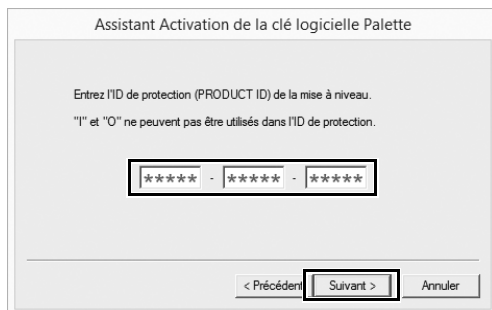 Assistant Activation de la clé logicielle Palette
Entrez l'ID de protection (PRODUCT ID) de la mise à niveau.
"I" et "O" ne peuvent pas être utilisés dans l'ID de protection.
***** - ***** - *****
< Précédent Suivant > Annuler